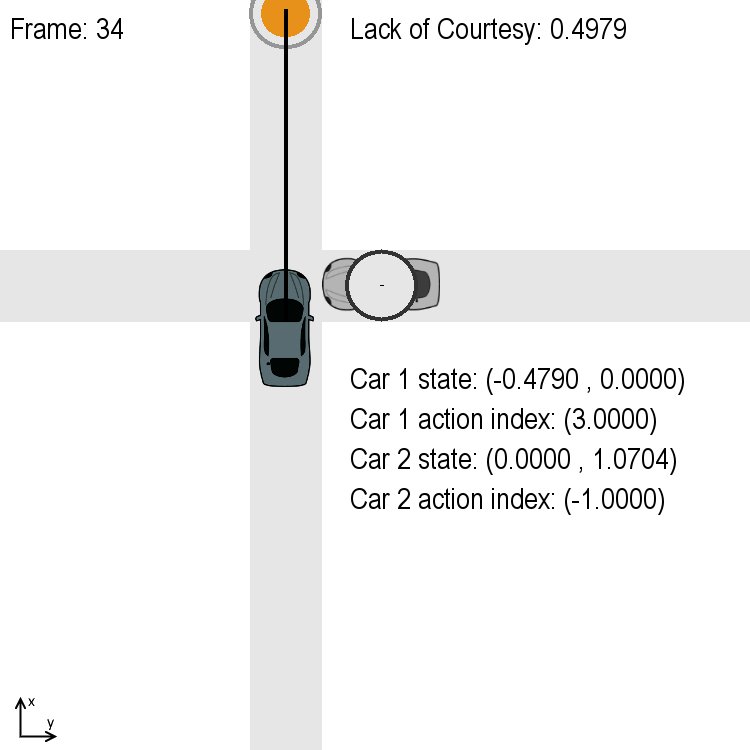 Frame: 34
Lack of Courtesy: 0.4979
Car 1 state: (-0.4790 , 0.0000)
Car 1 action index: (3.0000)
Car 2 state: (0.0000 , 1.0704)
Car 2 action index: (-1.0000)
x
y